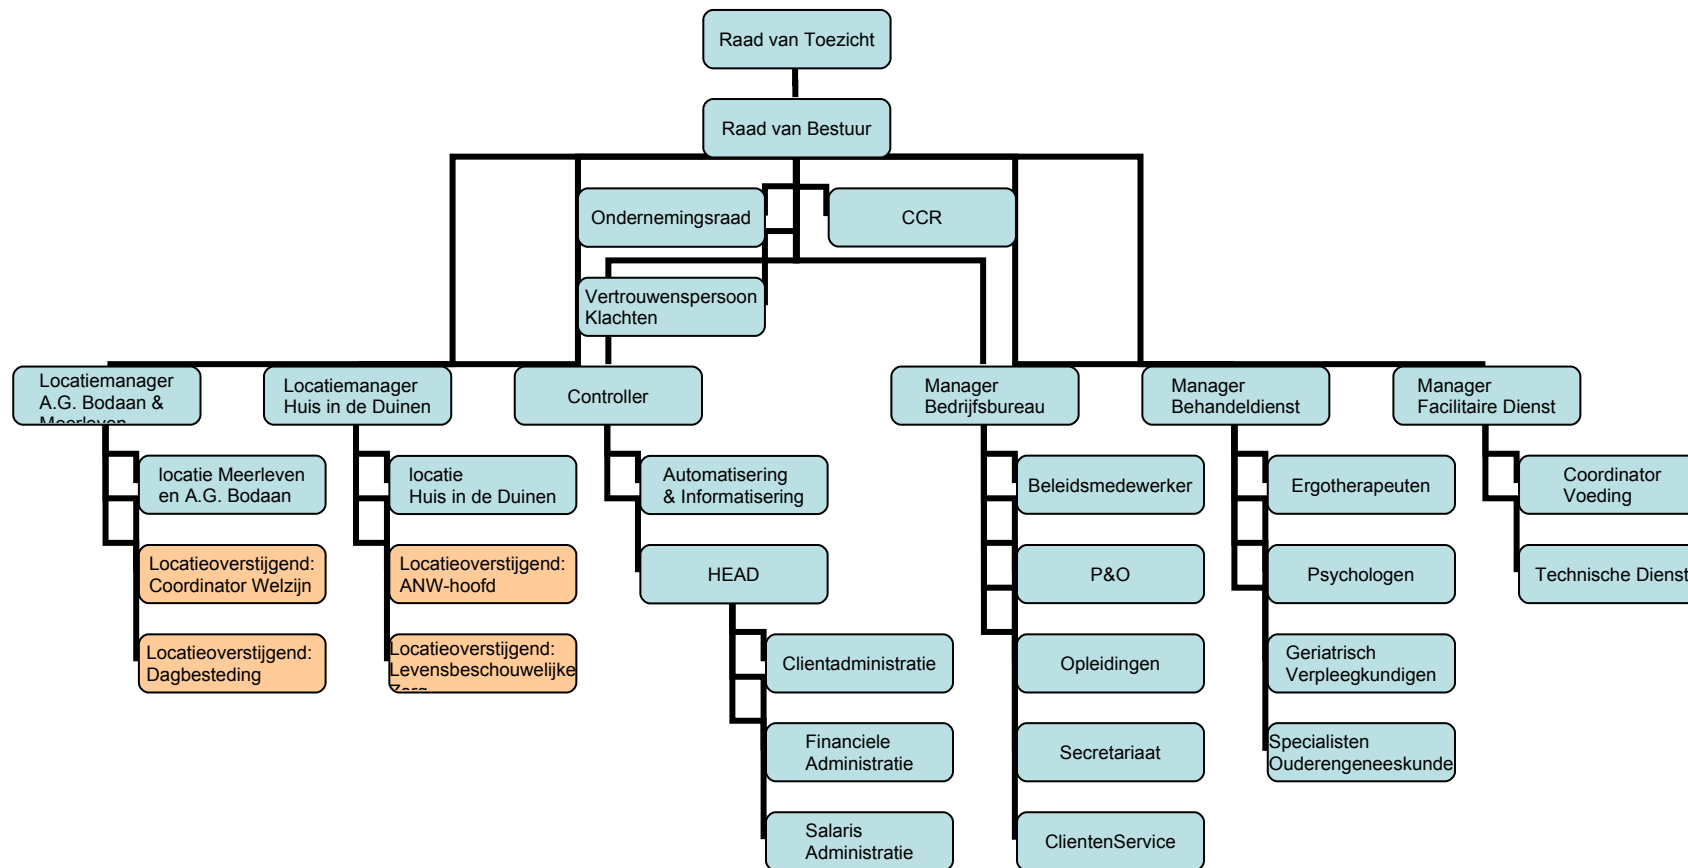 Raad van Toezicht
Raad van Bestuur
Ondernemingsraad
CCR
Vertrouwenspersoon
Klachten
Locatiemanager
A.G. Bodaan &
Meerleven
Locatiemanager
Huis in de Duinen
Controller
Manager
Bedrijfsbureau
Manager
Behandeldienst
Manager
Facilitaire Dienst
locatie Meerleven
en A.G. Bodaan
locatie
Huis in de Duinen
Automatisering
& Informatisering
Beleidsmedewerker
Ergotherapeuten
Coordinator
Voeding
Locatieoverstijgend:
Coordinator Welzijn
Locatieoverstijgend:
ANW-hoofd
HEAD
P&O
Psychologen
Technische Dienst
Locatieoverstijgend:
Dagbesteding
Locatieoverstijgend:
Levensbeschouwelijke
Zorg
Clientadministratie
Opleidingen
Geriatrisch
Verpleegkundigen
Financiele
Administratie
Secretariaat
Specialisten
Ouderengeneeskunde
Salaris
Administratie
ClientenService